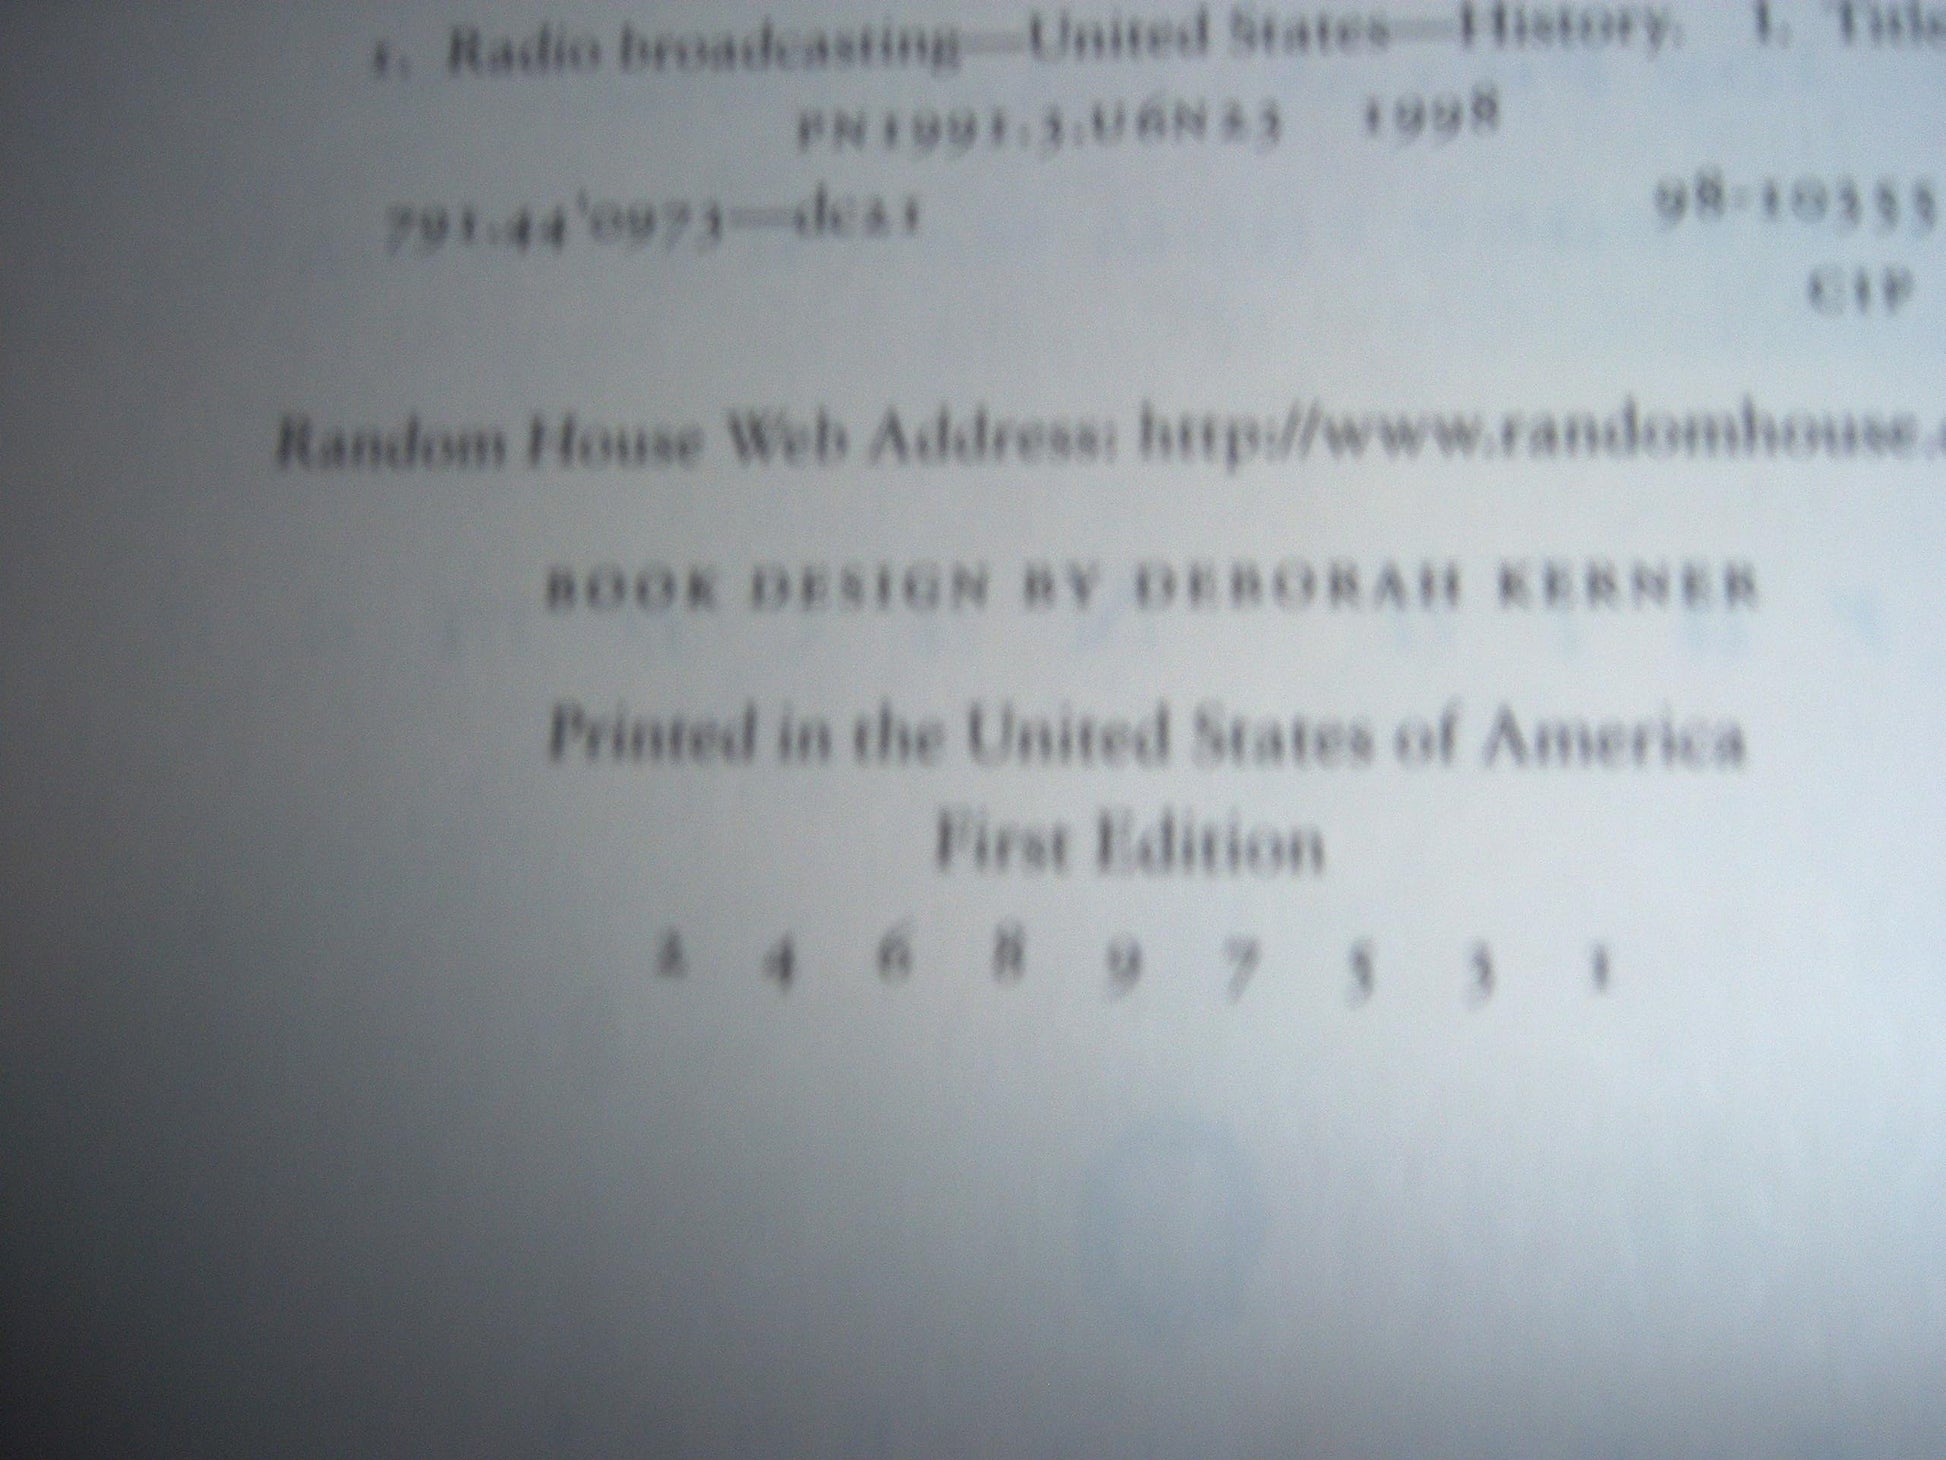 1. Radio broadcasting—United States—History. I. Title
PN1991.3.U6N23 1998
791.44'0973—dc21
98-10355
CIP
Random House Web Address: http://www.randomhouse.
BOOK DESIGN BY DEBORAH KERNER
Printed in the United States of America
First Edition
2 4 6 8 9 7 5 3 1